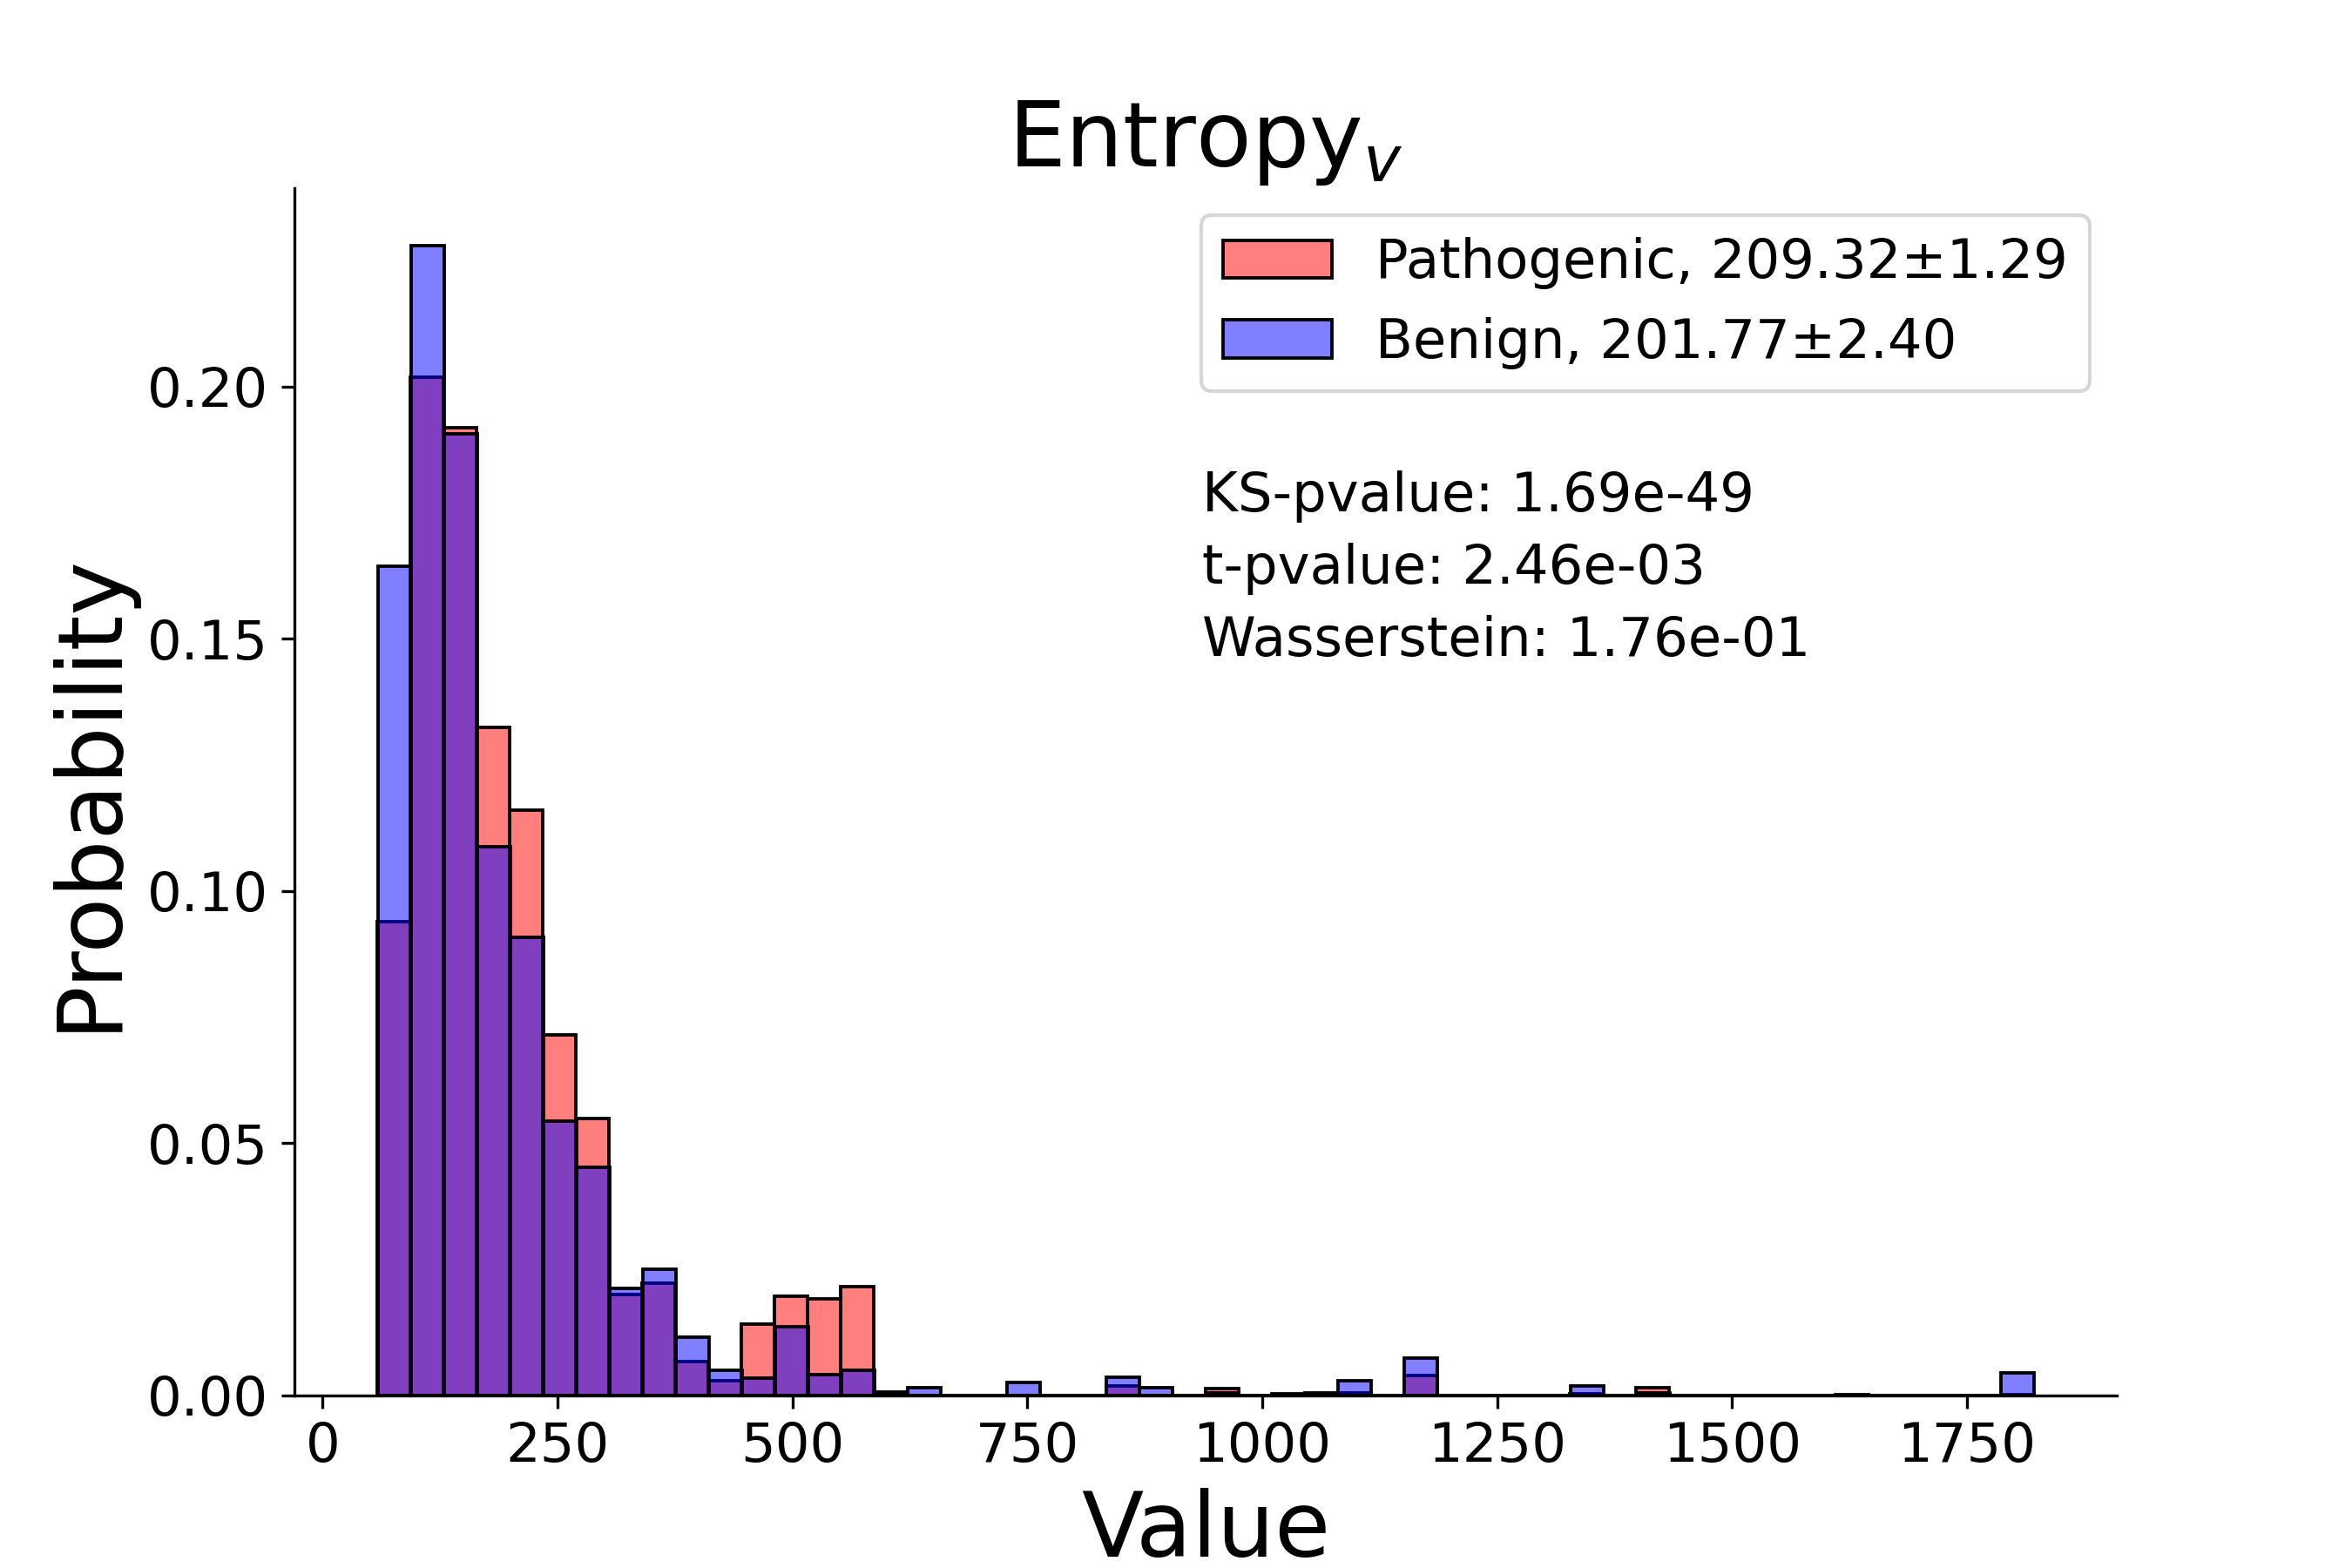 Entropyv
Pathogenic, 209.32±1.29
Benign, 201.77±2.40
KS-pvalue: 1.69e-49
t-pvalue: 2.46e-03
Wasserstein: 1.76e-01
Probability
0.20
0.15
0.10
0.05
0.00
0 250 500 750 1000 1250 1500 1750
Value